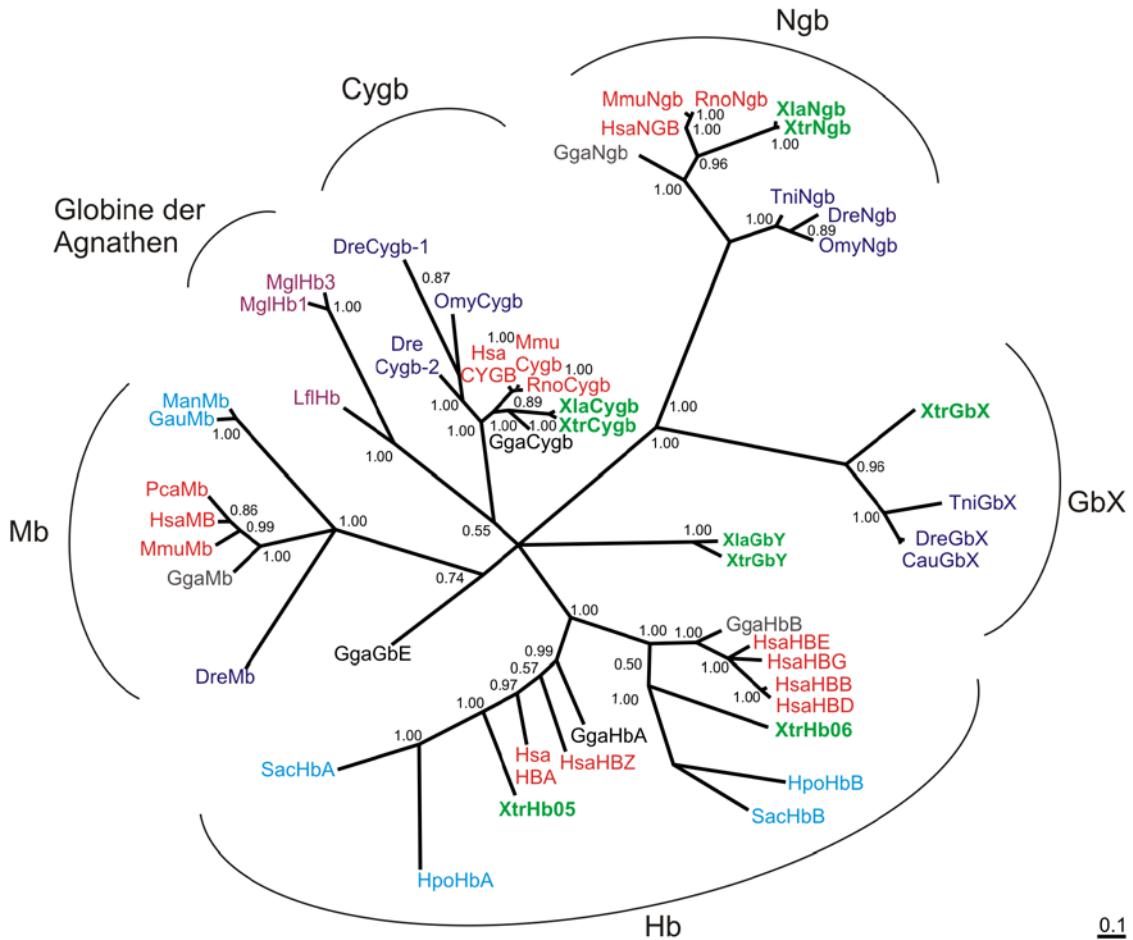 Ngb
Cygb
MmuNgb
RnoNgb
1.00
XlaNgb
XtrNgb
HsaNGB
1.00
1.00
GgaNgb
0.96
1.00
TniNgb
1.00
DreNgb
0.89
OmyNgb
Globine der
Agnathen
DreCygb-1
0.87
MglHb3
MglHb1
1.00
OmyCygb
1.00
Mmu
Cygb
Hsa
CYGB
1.00
RnoCygb
Dre
Cygb-2
0.89
XlaCygb
XtrCygb
1.00
1.00
1.00
1.00
GgaCygb
LflHb
1.00
ManMb
GauMb
1.00
1.00
1.00
XtrGbX
0.96
TniGbX
1.00
DreGbX
CauGbX
GbX
Mb
PcaMb
0.86
HsaMB
0.99
MmuMb
1.00
GgaMb
1.00
DreMb
0.55
0.74
GgaGbE
1.00
XlaGbY
XtrGbY
1.00
1.00
1.00
GgaHbB
HsaHBE
HsaHBG
1.00
HsaHBB
1.00
HsaHBD
0.50
1.00
XtrHb06
HpoHbB
SacHbB
0.99
0.57
0.97
1.00
1.00
GgaHbA
HsaHBZ
Hsa
HBA
XtrHb05
SacHbA
HpoHbA
Hb
0.1